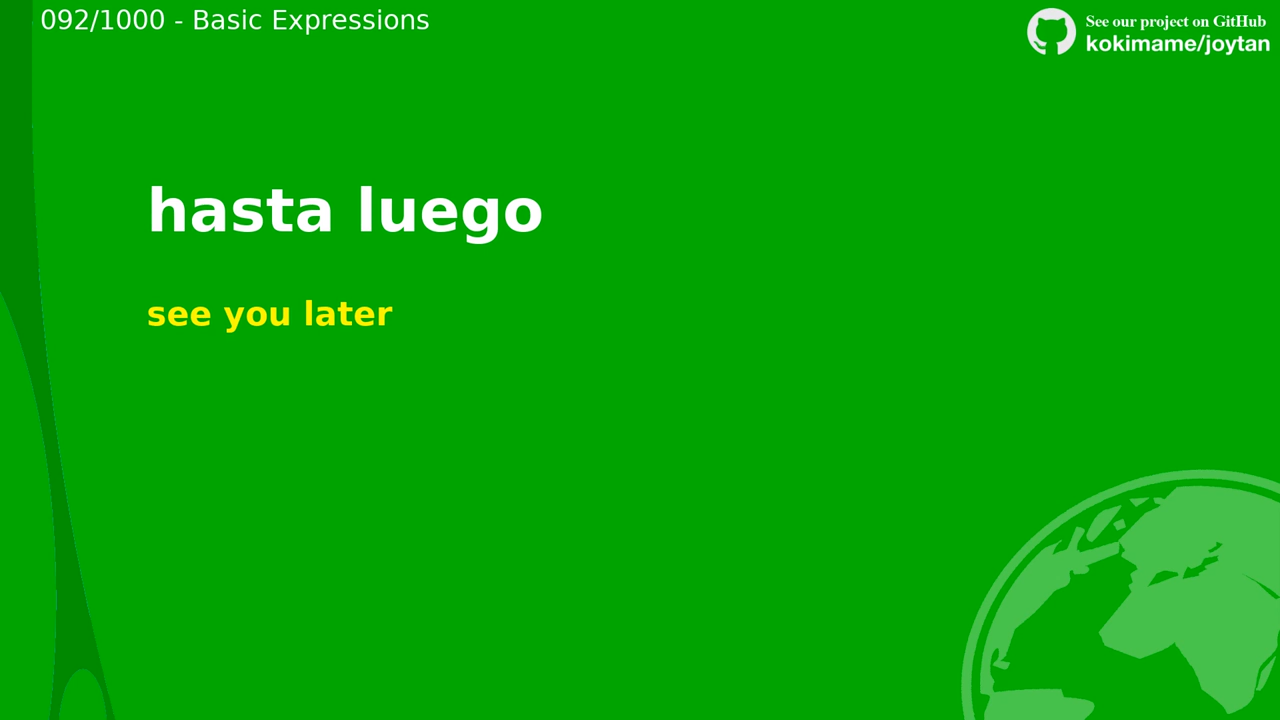 092/1000 - Basic Expressions
See our project on GitHub
kokimame/joytan
hasta luego
see you later